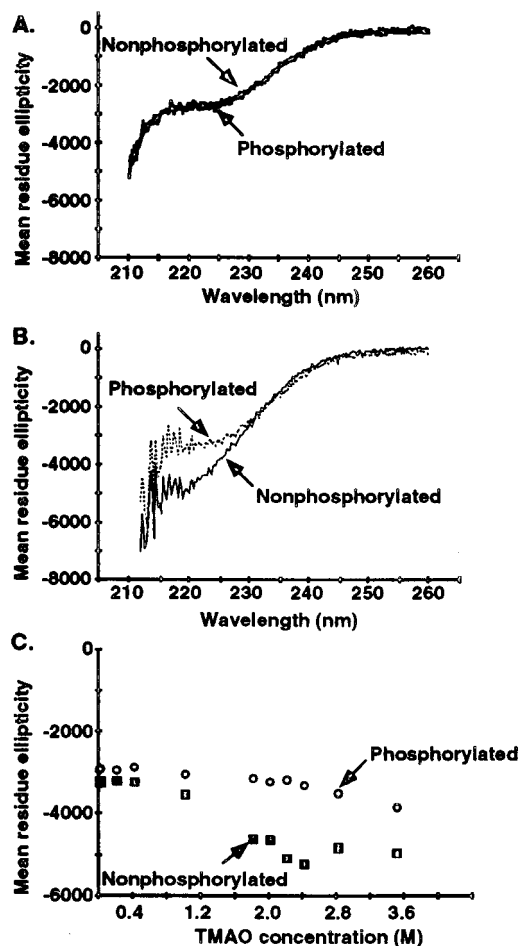 A.
0
Nonphosphorylated
-2000
-4000
Phosphorylated
-6000
-8000
Mean residue ellipticity
210 220 230 240 250 260
Wavelength (nm)
B.
0
Phosphorylated
-2000
-4000
Nonphosphorylated
-6000
-8000
Mean residue ellipticity
210 220 230 240 250 260
Wavelength (nm)
C.
0
-2000
Phosphorylated
-4000
Nonphosphorylated
-6000
Mean residue ellipticity
0.4 1.2 2.0 2.8 3.6
TMAO concentration (M)